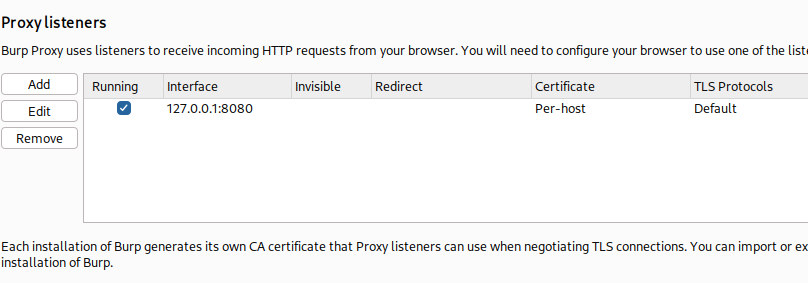 Proxy listeners
Burp Proxy uses listeners to receive incoming HTTP requests from your browser. You will need to configure your browser to use one of the
Add
Running Interface Invisible Redirect Certificate TLS Protocols
Edit
127.0.0.1:8080 Per-host Default
Remove
Each installation of Burp generates its own CA certificate that Proxy listeners can use when negotiating TLS connections. You can import or
installation of Burp.